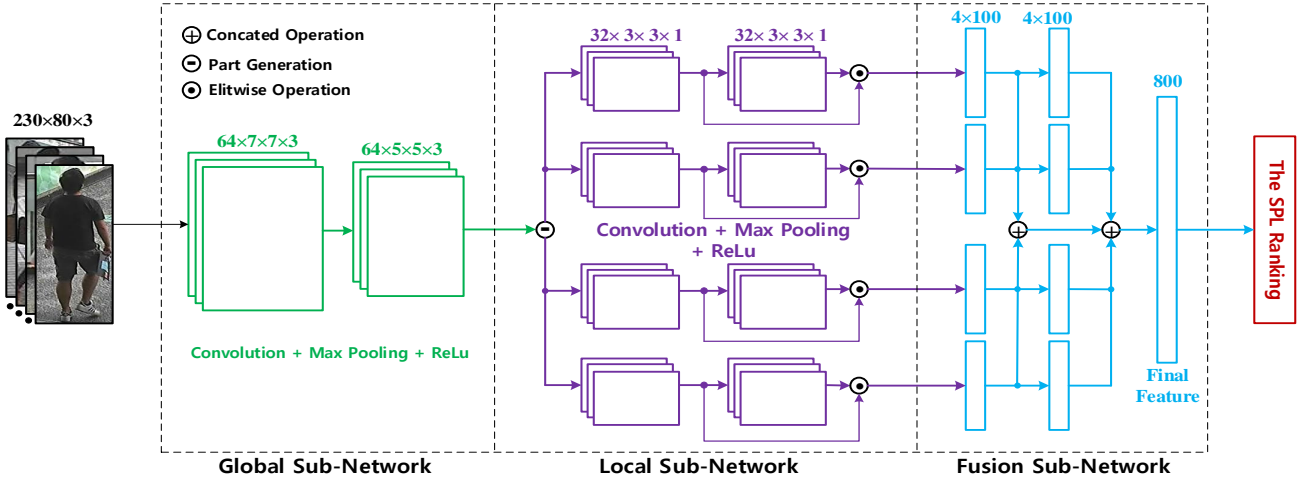 Concated Operation
Part Generation
Elitwise Operation
230×80×3
64×7×7×3
64×5×5×3
Convolution + Max Pooling + ReLu
Global Sub-Network
32× 3× 3× 1
32× 3× 3× 1
Convolution + Max Pooling
+ ReLu
Local Sub-Network
4×100
4×100
800
Final
Feature
Fusion Sub-Network
The SPL Ranking